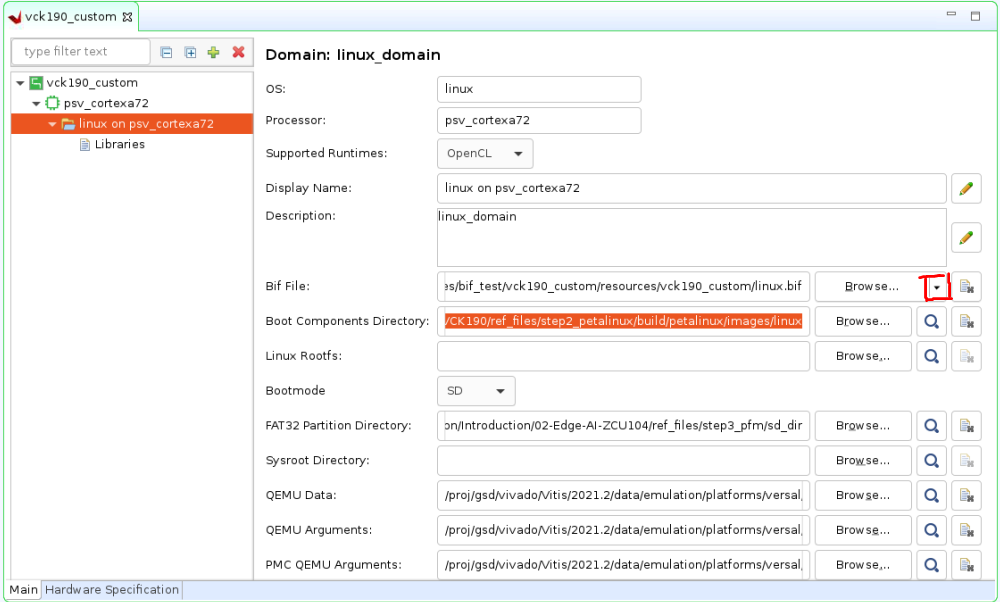 vck190_custom
type filter text
vck190_custom
psv_cortexa72
linux on psv_cortexa72
Libraries
Domain: linux_domain
OS: linux
Processor: psv_cortexa72
Supported Runtimes: OpenCL
Display Name: linux on psv_cortexa72
Description: linux_domain
Bif File: es/bif_test/vck190_custom/resources/vck190_custom/linux.bif Browse...
Boot Components Directory: /CK190/ref_files/step2_petalinux/build/petalinux/images/linux Browse...
Linux Rootfs: Browse...
Bootmode SD
FAT32 Partition Directory: on/Introduction/02-Edge-AI-ZCU104/ref_files/step3_pfm/sd_dir Browse...
Sysroot Directory: Browse...
QEMU Data: /proj/gsd/vivado/Vitis/2021.2/data/emulation/platforms/versal, Browse...
QEMU Arguments: /proj/gsd/vivado/Vitis/2021.2/data/emulation/platforms/versal, Browse...
PMC QEMU Arguments: /proj/gsd/vivado/Vitis/2021.2/data/emulation/platforms/versal, Browse...
Main Hardware Specification